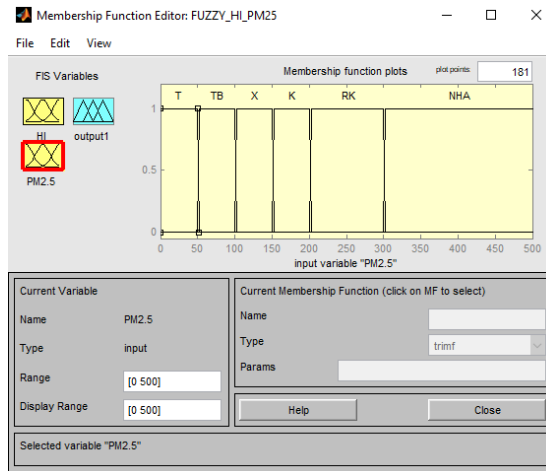 Membership Function Editor: FUZZY_HI_PM25
File Edit View
FIS Variables
HI output1
PM2.5
Membership function plots
plot points 181
T TB X K RK NHA
1
0.5
0
0 50 100 150 200 250 300 350 400 450 500
input variable "PM2.5"
Current Variable
Name PM2.5
Type input
Range [0 500]
Display Range [0 500]
Current Membership Function (click on MF to select)
Name
Type trimf
Params
Help Close
Selected variable "PM2.5"